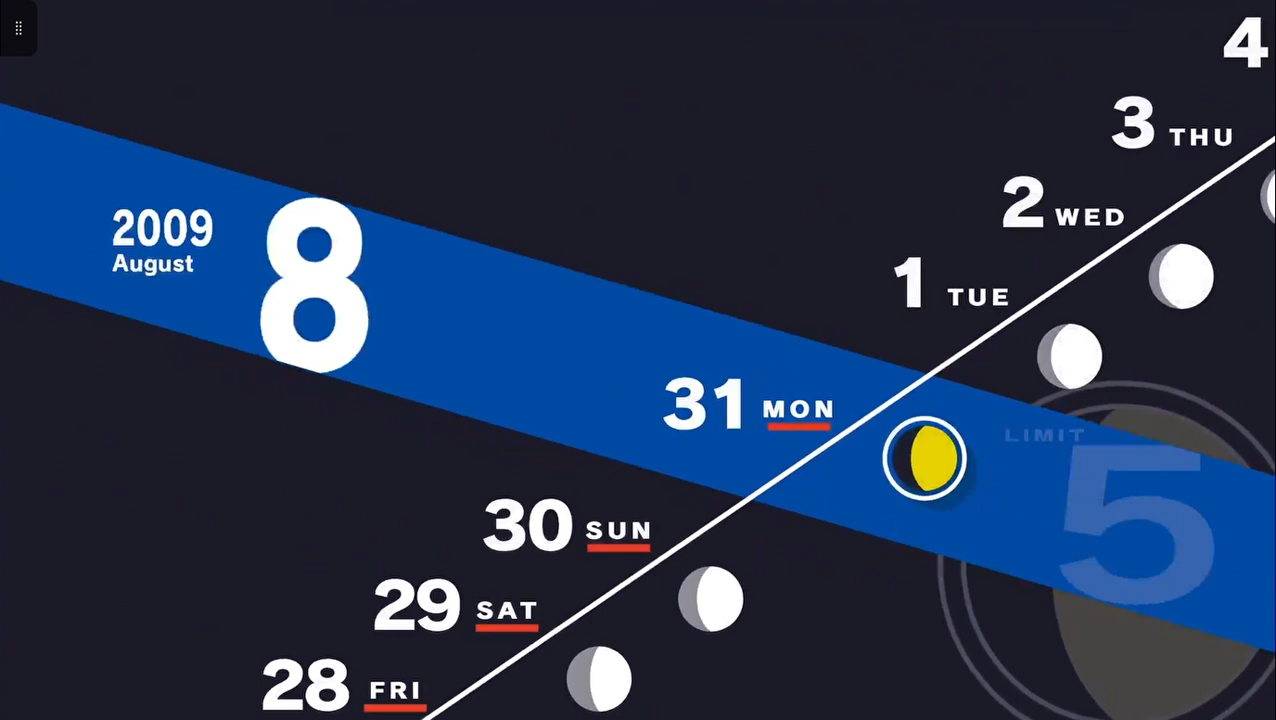 4
3 THU
2 WED
1 TUE
2009
August
8
31 MON
LIMIT
5
30 SUN
29 SAT
28 FRI